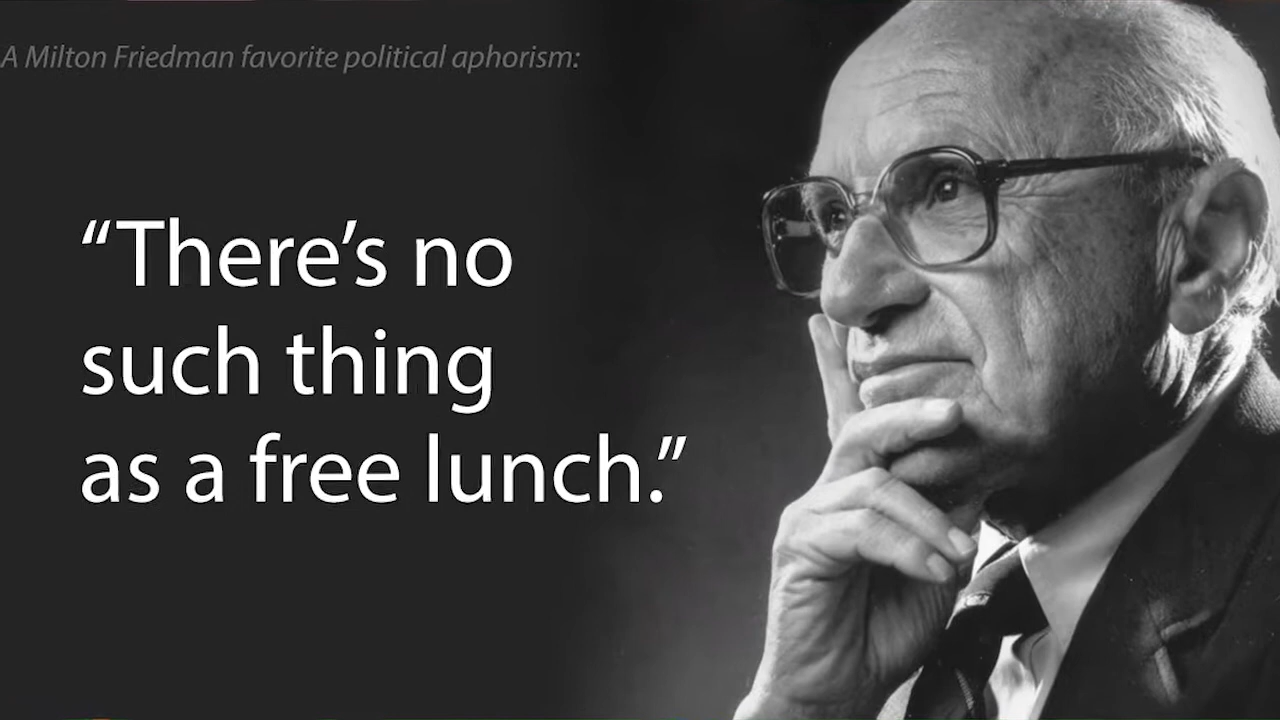 A Milton Friedman favorite political aphorism:
“There’s no
such thing
as a free lunch.”